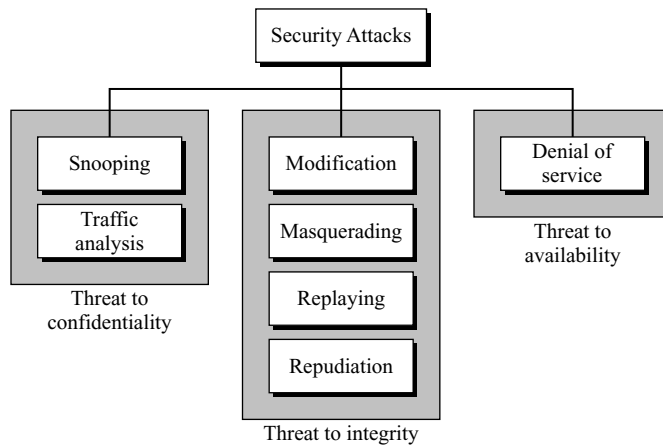 Security Attacks
Snooping
Traffic
analysis
Threat to
confidentiality
Modification
Masquerading
Replaying
Repudiation
Threat to integrity
Denial of
service
Threat to
availability